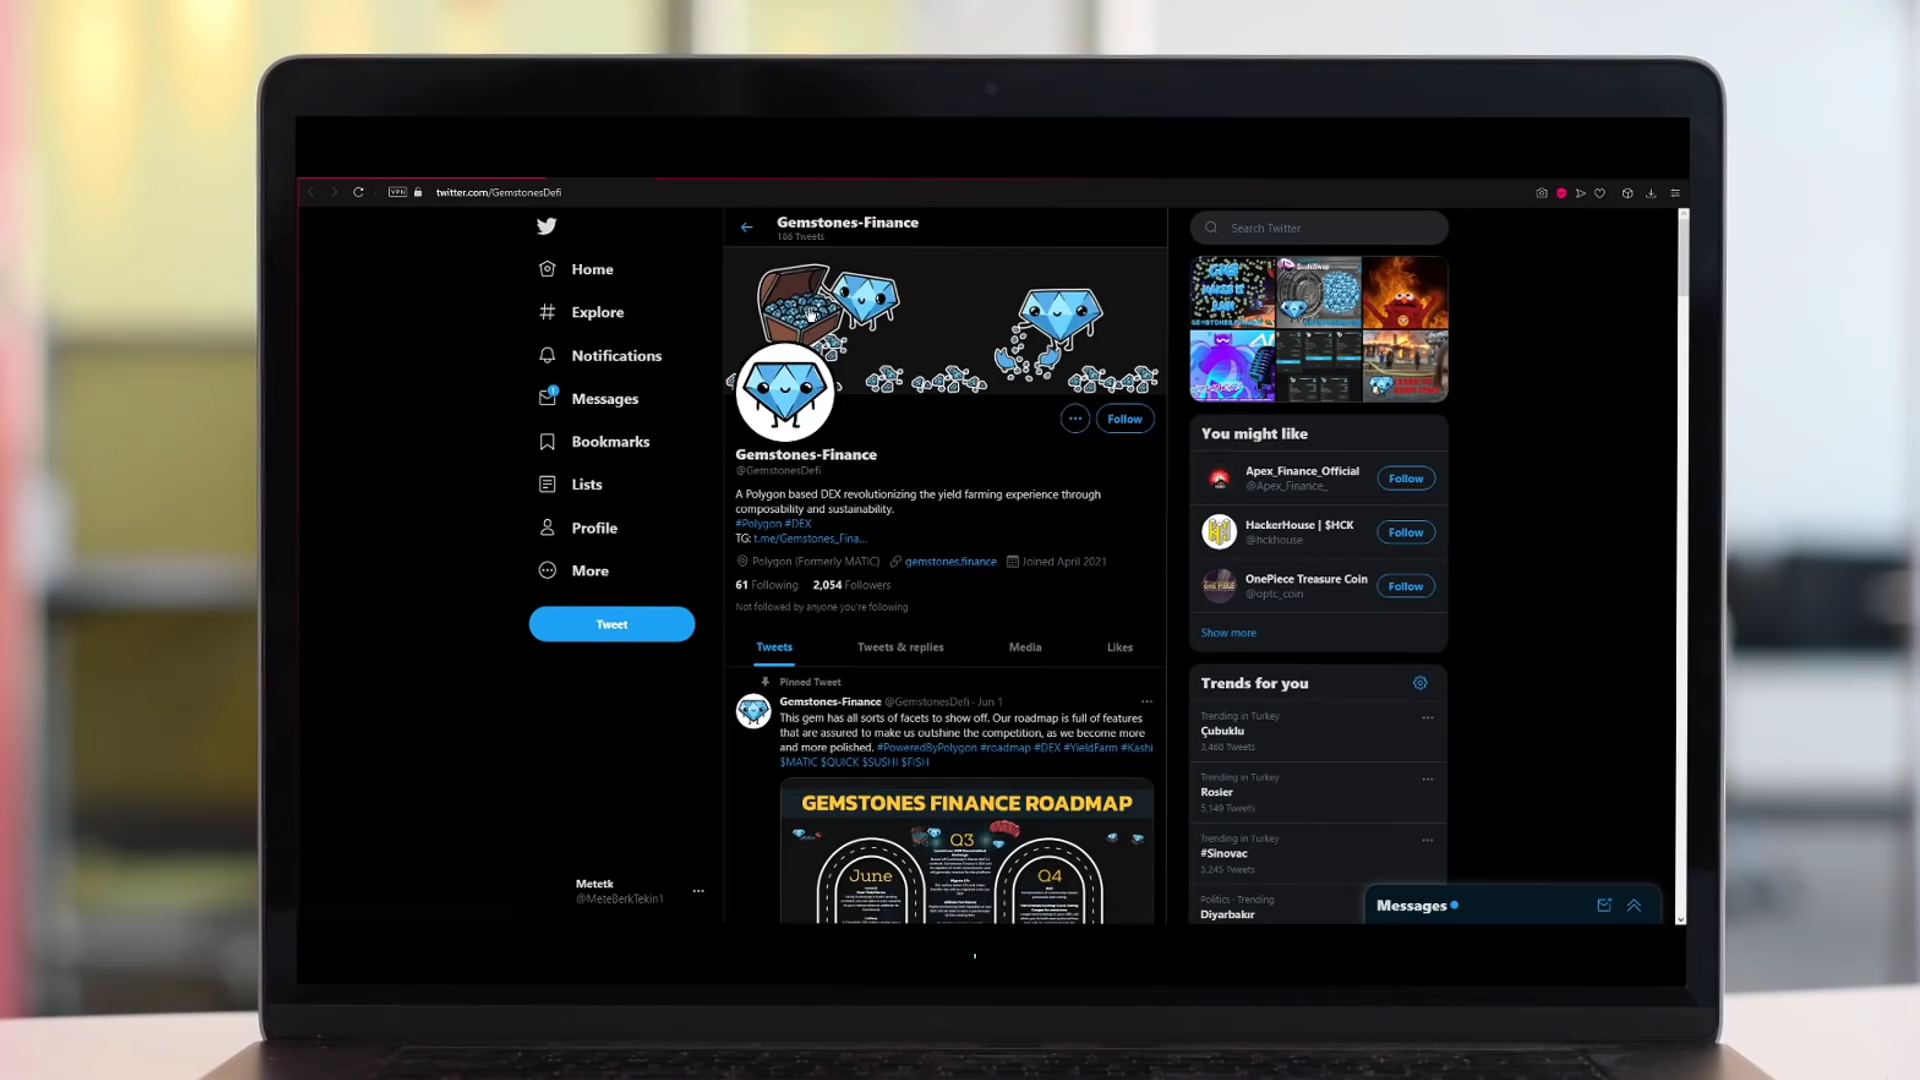 VPN
twitter.com/GemstonesDefi
Home
Explore
Notifications
1
Messages
Bookmarks
Lists
Profile
More
Tweet
Metetk
@MeteBerkTekin1
Gemstones-Finance
186 Tweets
Follow
Gemstones-Finance
@GemstonesDefi
A Polygon based DEX revolutionizing the yield farming experience through
composability and sustainability.
#Polygon #DEX
TG: t.me/Gemstones_Fina...
Polygon (Formerly MATIC) gemstones.finance Joined April 2021
61 Following 2,054 Followers
Not followed by anyone you're following
Tweets Tweets & replies Media Likes
Pinned Tweet
Gemstones-Finance @GemstonesDefi · Jun 1
This gem has all sorts of facets to show off. Our roadmap is full of features
that are assured to make us outshine the competition, as we become more
and more polished. #PoweredByPolygon #roadmap #DEX #YieldFarm #Kashi
$MATIC $QUICK $SUSHI $FISH
GEMSTONES FINANCE ROADMAP
June
Q3
Q4
Search Twitter
You might like
Apex_Finance_Official
@Apex_Finance_
Follow
HackerHouse | $HCK
@hckhouse
Follow
OnePiece Treasure Coin
@optc_coin
Follow
Show more
Trends for you
Trending in Turkey
Çubuklu
3,460 Tweets
Trending in Turkey
Rosier
5,149 Tweets
Trending in Turkey
#Sinovac
5,245 Tweets
Politics · Trending
Diyarbakır
Messages